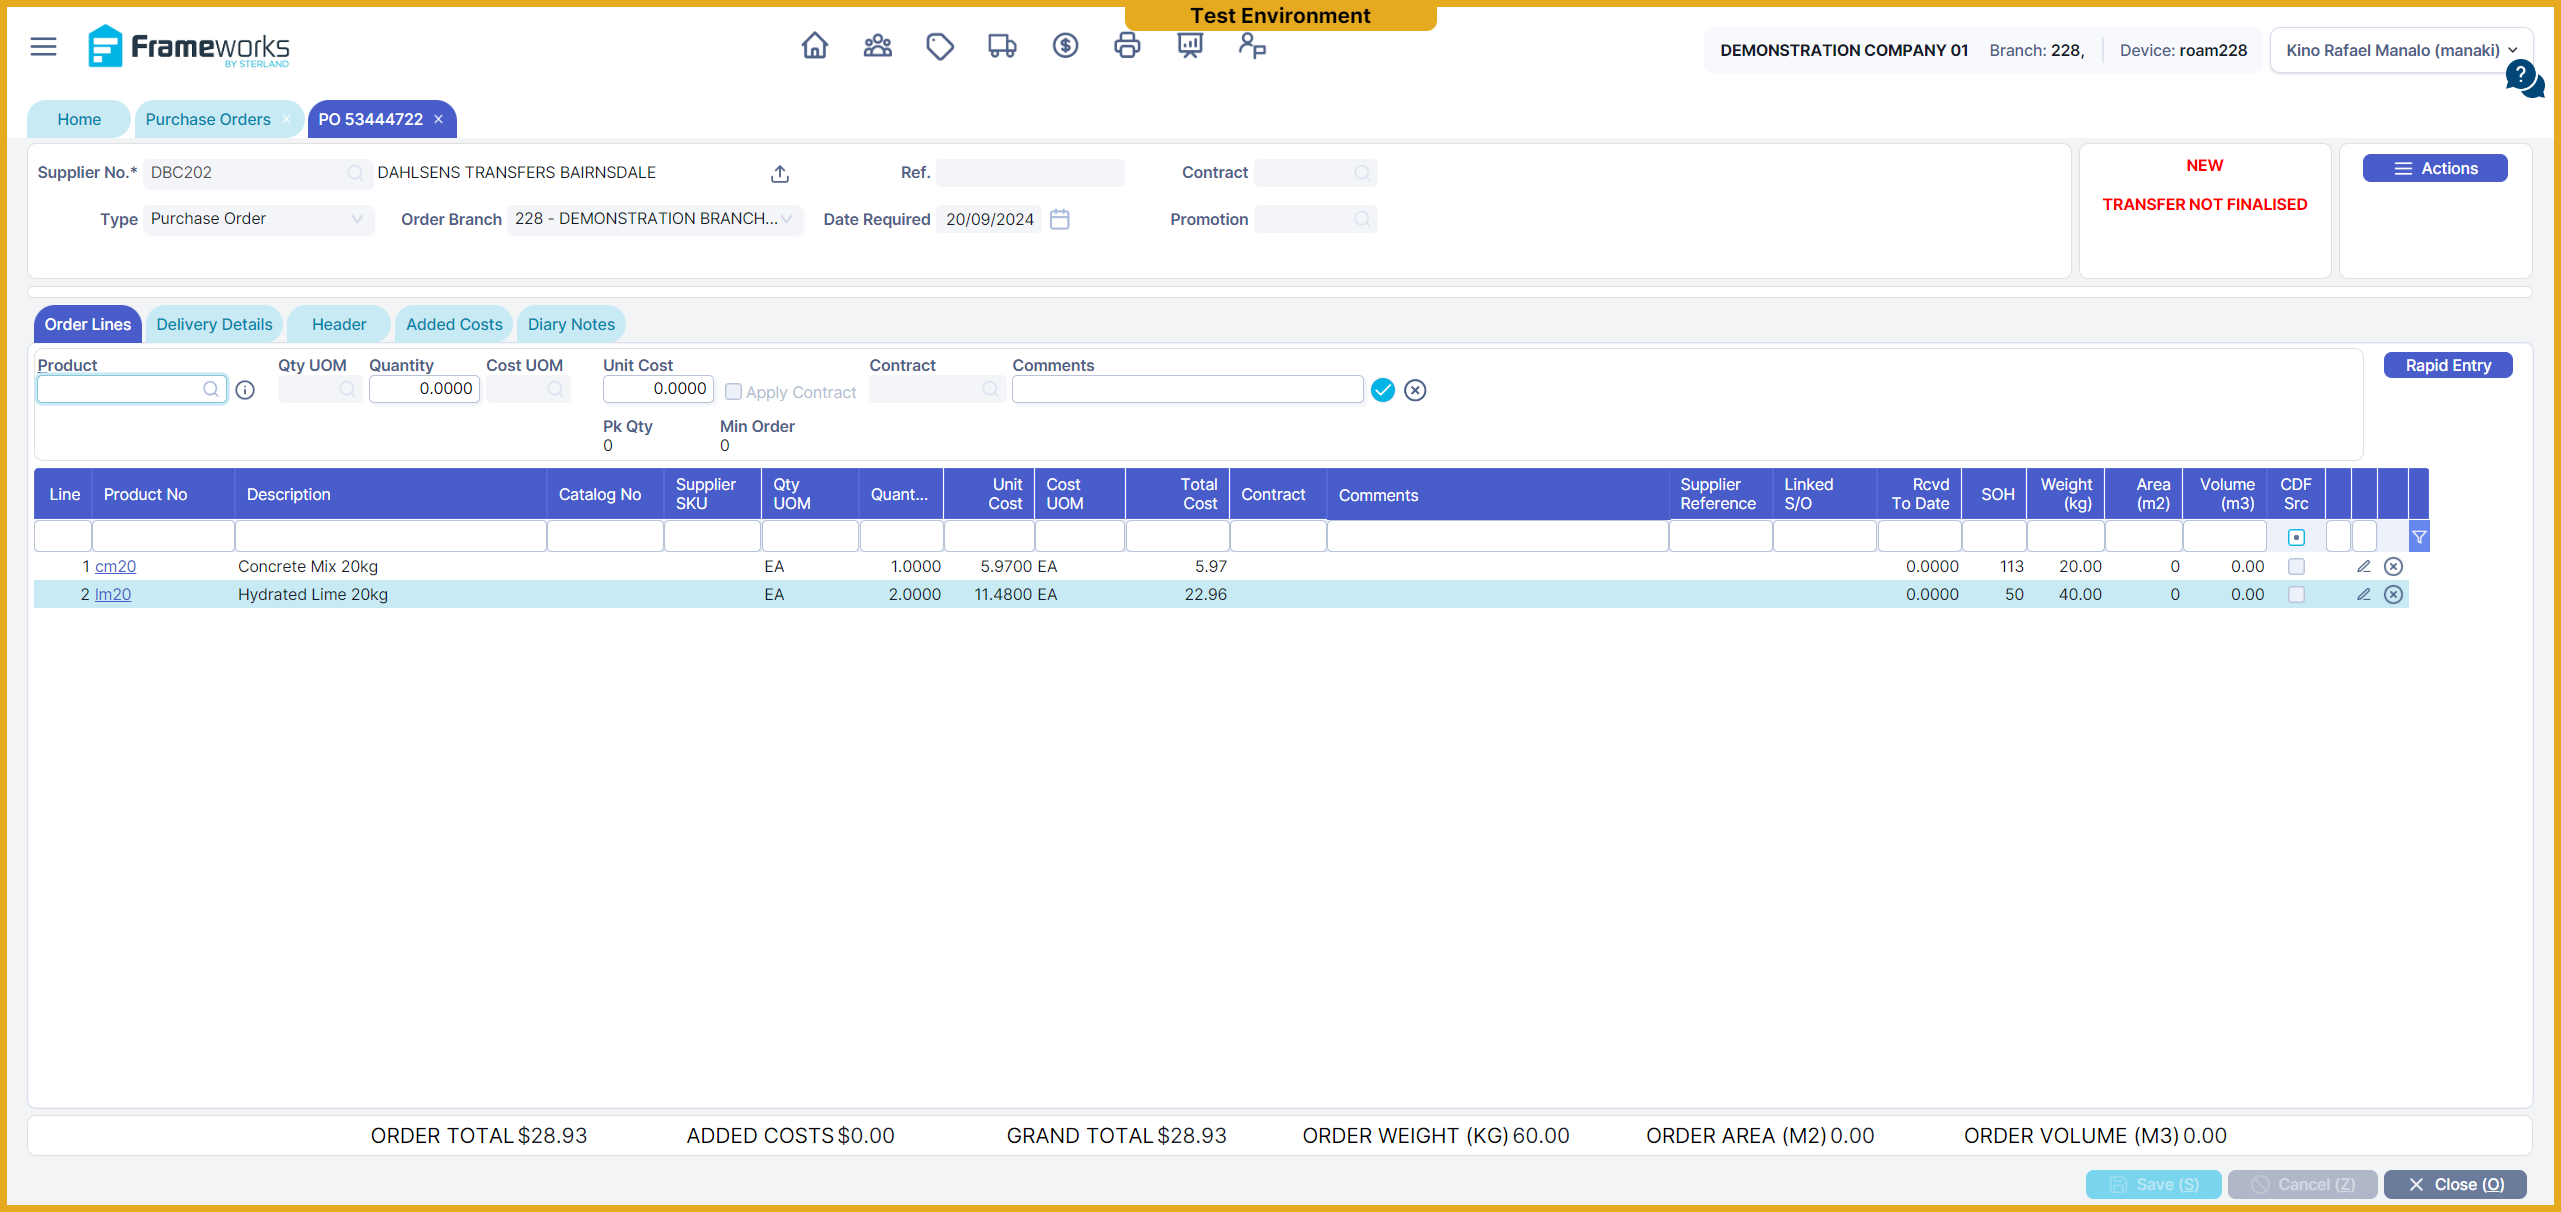 Test Environment
Frameworks
BY STERLAND
DEMONSTRATION COMPANY 01 Branch: 228, Device: roam228 Kino Rafael Manalo (manaki)
?
Home Purchase Orders × PO 53444722 ×
Supplier No.* DBC202 DAHLSENS TRANSFERS BAIRNSDALE Ref. Contract
NEW
Actions
TRANSFER NOT FINALISED
Type Purchase Order Order Branch 228 - DEMONSTRATION BRANCH... Date Required 20/09/2024 Promotion
Order Lines Delivery Details Header Added Costs Diary Notes
Product Qty UOM Quantity Cost UOM Unit Cost Contract Comments Rapid Entry
0.0000 0.0000 Apply Contract
Pk Qty Min Order
0 0
Line Product No Description Catalog No Supplier SKU Qty UOM Quant... Unit Cost Cost UOM Total Cost Contract Comments Supplier Reference Linked S/O Rcvd To Date SOH Weight (kg) Area (m2) Volume (m3) CDF Src
1 cm20 Concrete Mix 20kg EA 1.0000 5.9700 EA 5.97 0.0000 113 20.00 0 0.00
2 lm20 Hydrated Lime 20kg EA 2.0000 11.4800 EA 22.96 0.0000 50 40.00 0 0.00
ORDER TOTAL $28.93 ADDED COSTS $0.00 GRAND TOTAL $28.93 ORDER WEIGHT (KG) 60.00 ORDER AREA (M2) 0.00 ORDER VOLUME (M3) 0.00
Save (S) Cancel (Z) Close (O)